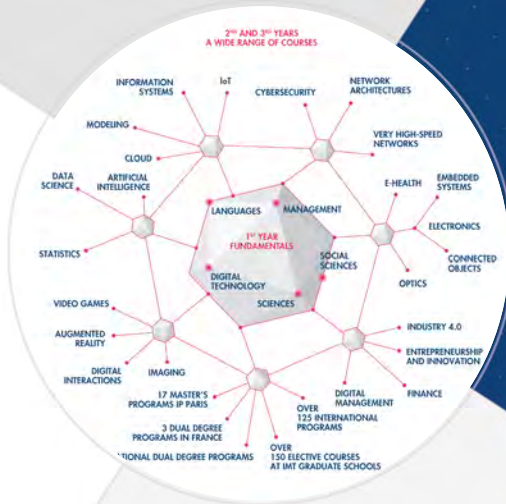 2ND AND 3RD YEARS
A WIDE RANGE OF COURSES
INFORMATION
SYSTEMS
IoT
CYBERSECURITY
NETWORK
ARCHITECTURES
MODELING
CLOUD
VERY HIGH-SPEED
NETWORKS
DATA
SCIENCE
ARTIFICIAL
INTELLIGENCE
E-HEALTH
EMBEDDED
SYSTEMS
LANGUAGES
MANAGEMENT
ELECTRONICS
1ST YEAR
FUNDAMENTALS
STATISTICS
SOCIAL
SCIENCES
CONNECTED
OBJECTS
DIGITAL
TECHNOLOGY
OPTICS
SCIENCES
VIDEO GAMES
INDUSTRY 4.0
AUGMENTED
REALITY
ENTREPRENEURSHIP
AND INNOVATION
DIGITAL
INTERACTIONS
IMAGING
DIGITAL
MANAGEMENT
FINANCE
17 MASTER'S
PROGRAMS IP PARIS
OVER
125 INTERNATIONAL
PROGRAMS
3 DUAL DEGREE
PROGRAMS IN FRANCE
DUAL DEGREE PROGRAMS
OVER
150 ELECTIVE COURSES
AT IMT GRADUATE SCHOOLS